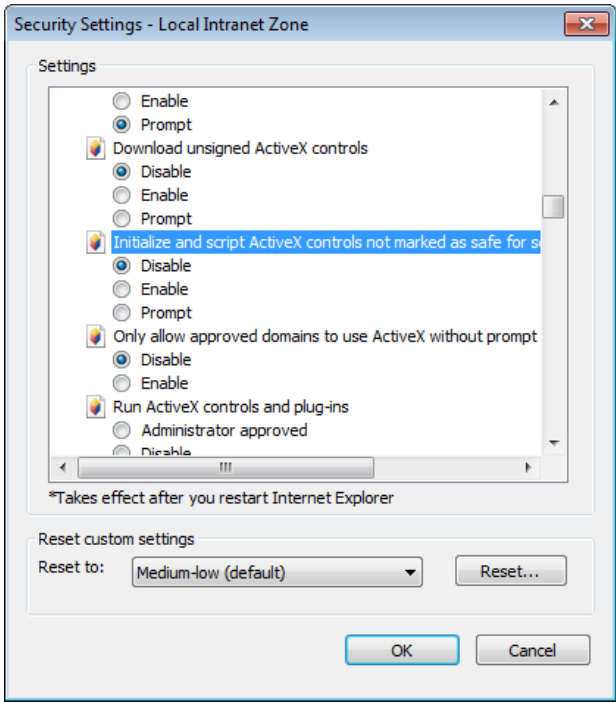 Security Settings - Local Intranet Zone
Settings
Enable
Prompt
Download unsigned ActiveX controls
Disable
Enable
Prompt
Initialize and script ActiveX controls not marked as safe for
Disable
Enable
Prompt
Only allow approved domains to use ActiveX without prompt
Disable
Enable
Run ActiveX controls and plug-ins
Administrator approved
Disable
*Takes effect after you restart Internet Explorer
Reset custom settings
Reset to: Medium-low (default) Reset...
OK Cancel